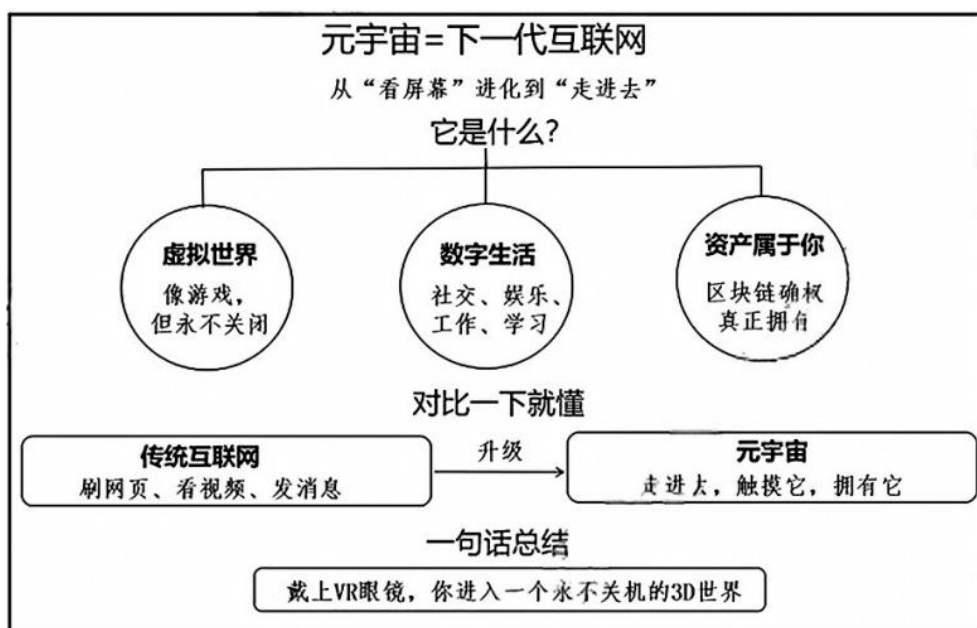 元宇宙=下一代互联网
从“看屏幕”进化到“走进去”
它是什么?
虚拟世界
像游戏,
但永不关闭
数字生活
社交、娱乐、
工作、学习
资产属于你
区块链确权
真正拥有
对比一下就懂
传统互联网
刷网页、看视频、发消息
升级
元宇宙
走进去,触摸它,拥有它
一句话总结
戴上VR眼镜,你进入一个永不关机的3D世界